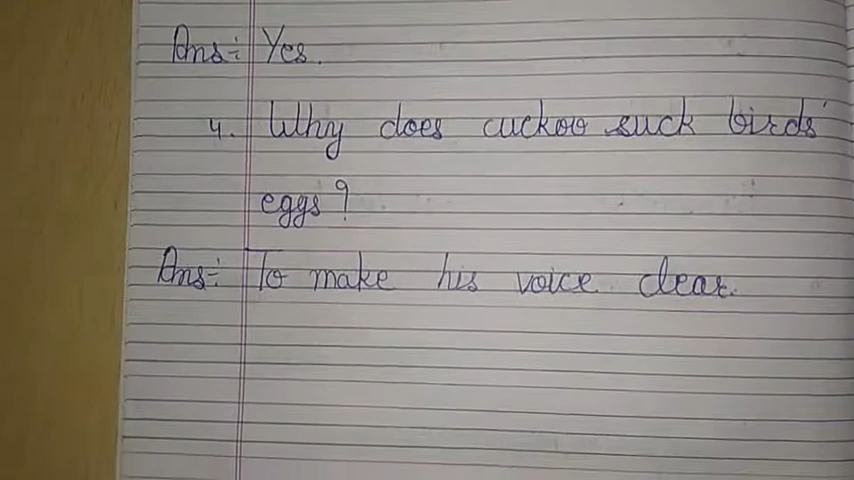 Ans:- Yes.
4. Why does cuckoo suck birds'
eggs?
Ans:- To make his voice clear.